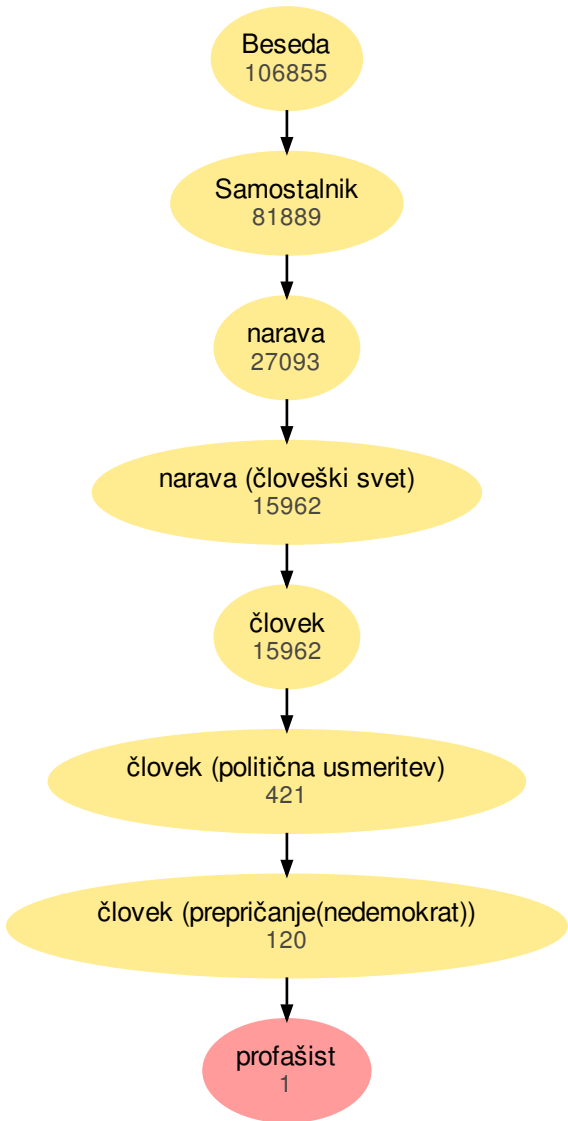 Beseda
106855
Samostalnik
81889
narava
27093
narava (človeški svet)
15962
človek
15962
človek (politična usmeritev)
421
človek (prepričanje(nedemokrat))
120
profašist
1